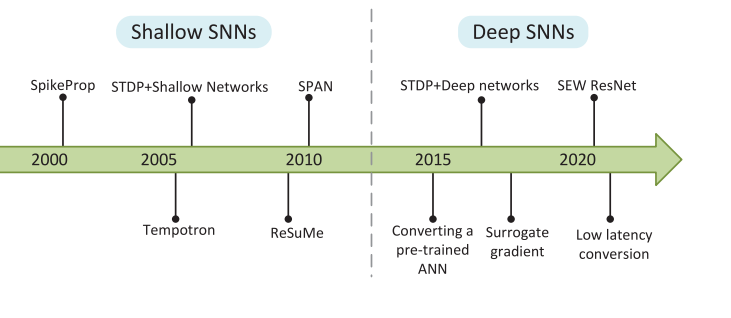 Shallow SNNs
Deep SNNs
SpikeProp
STDP+Shallow Networks
SPAN
STDP+Deep networks
SEW ResNet
2000
2005
2010
2015
2020
Tempotron
ReSuMe
Converting a
pre-trained
ANN
Surrogate
gradient
Low latency
conversion